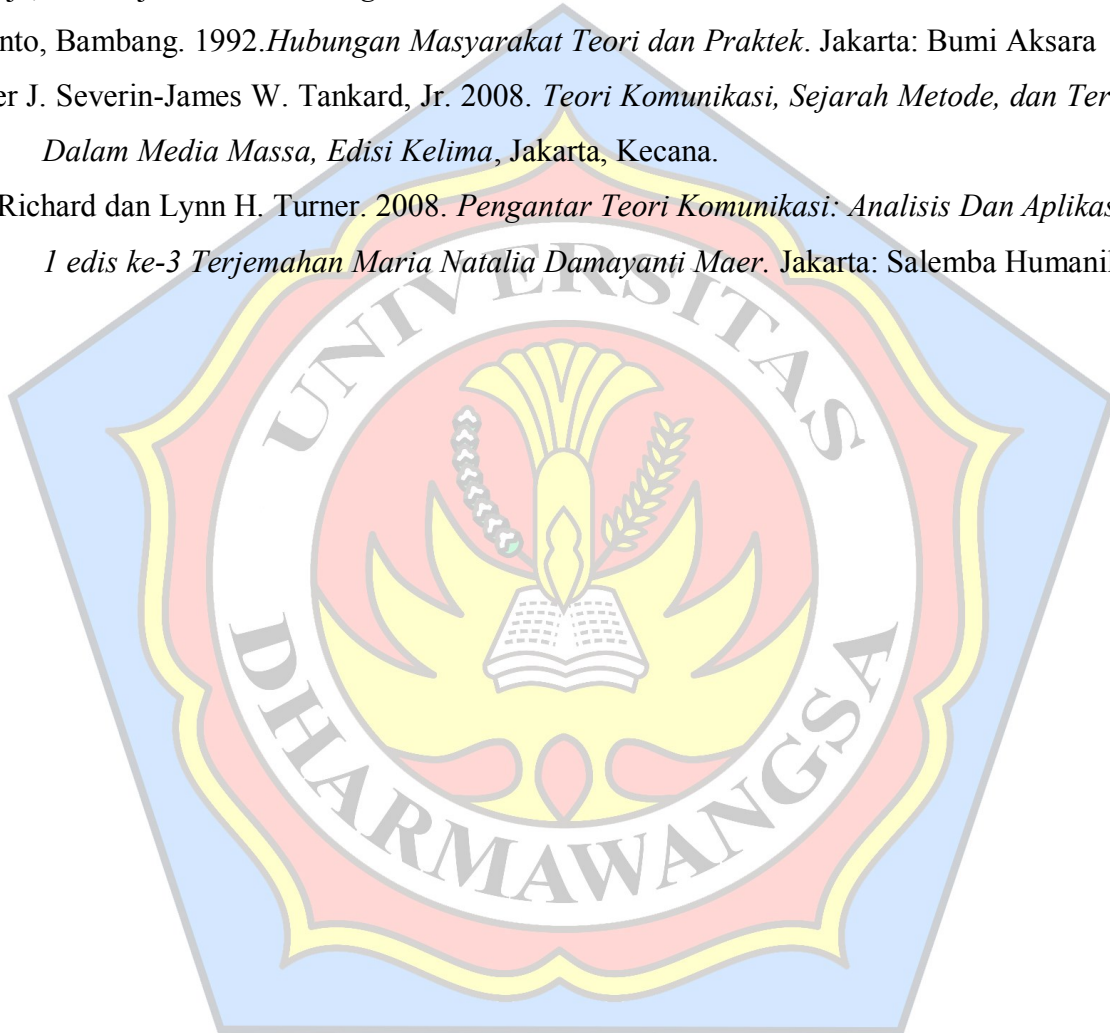 nto, Bambang. 1992.Hubungan Masyarakat Teori dan Praktek. Jakarta: Bumi Aksara
er J. Severin-James W. Tankard, Jr. 2008. Teori Komunikasi, Sejarah Metode, dan Ter
Dalam Media Massa, Edisi Kelima, Jakarta, Kecana.
Richard dan Lynn H. Turner. 2008. Pengantar Teori Komunikasi: Analisis Dan Aplikas
1 edis ke-3 Terjemahan Maria Natalia Damayanti Maer. Jakarta: Salemba Humani
UNIVERSITAS
DHARMAWANGSA